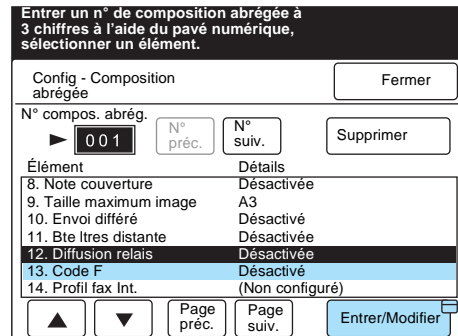 Entrer un n° de composition abrégée à
3 chiffres à l'aide du pavé numérique,
sélectionner un élément.
Config - Composition
abrégée
Fermer
N° compos. abrég.
001
N°
préc.
N°
suiv.
Supprimer
Élément Détails
8. Note couverture Désactivée
9. Taille maximum image A3
10. Envoi différé Désactivé
11. Bte ltres distante Désactivée
12. Diffusion relais Désactivée
13. Code F Désactivé
14. Profil fax Int. (Non configuré)
Page
préc.
Page
suiv.
Entrer/Modifier